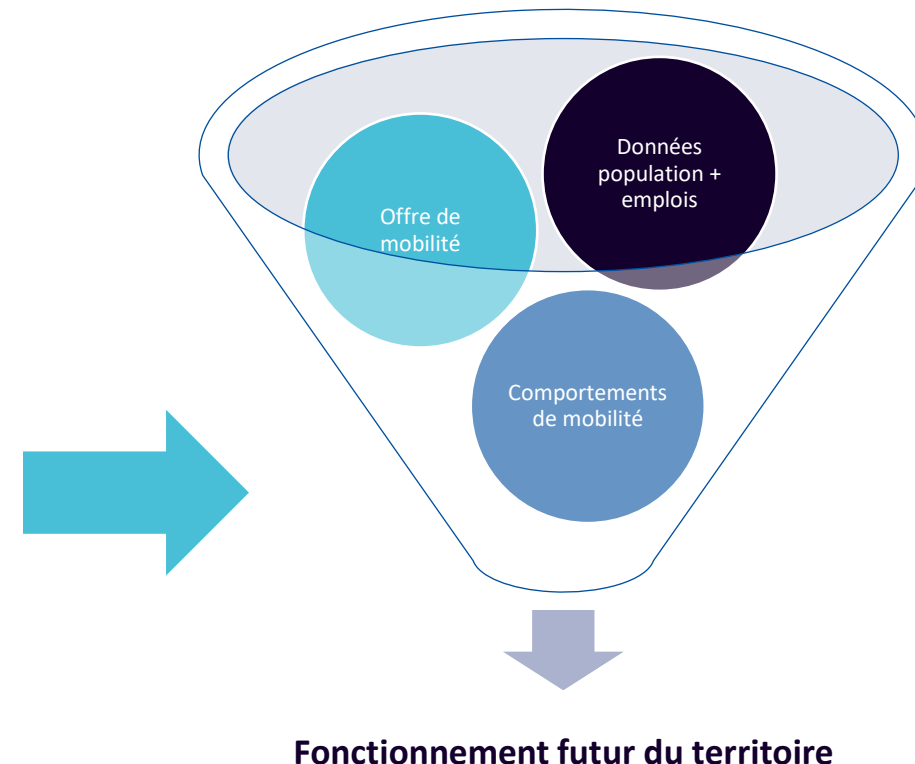 Données
population +
emplois
Offre de
mobilité
Comportements
de mobilité
Fonctionnement futur du territoire